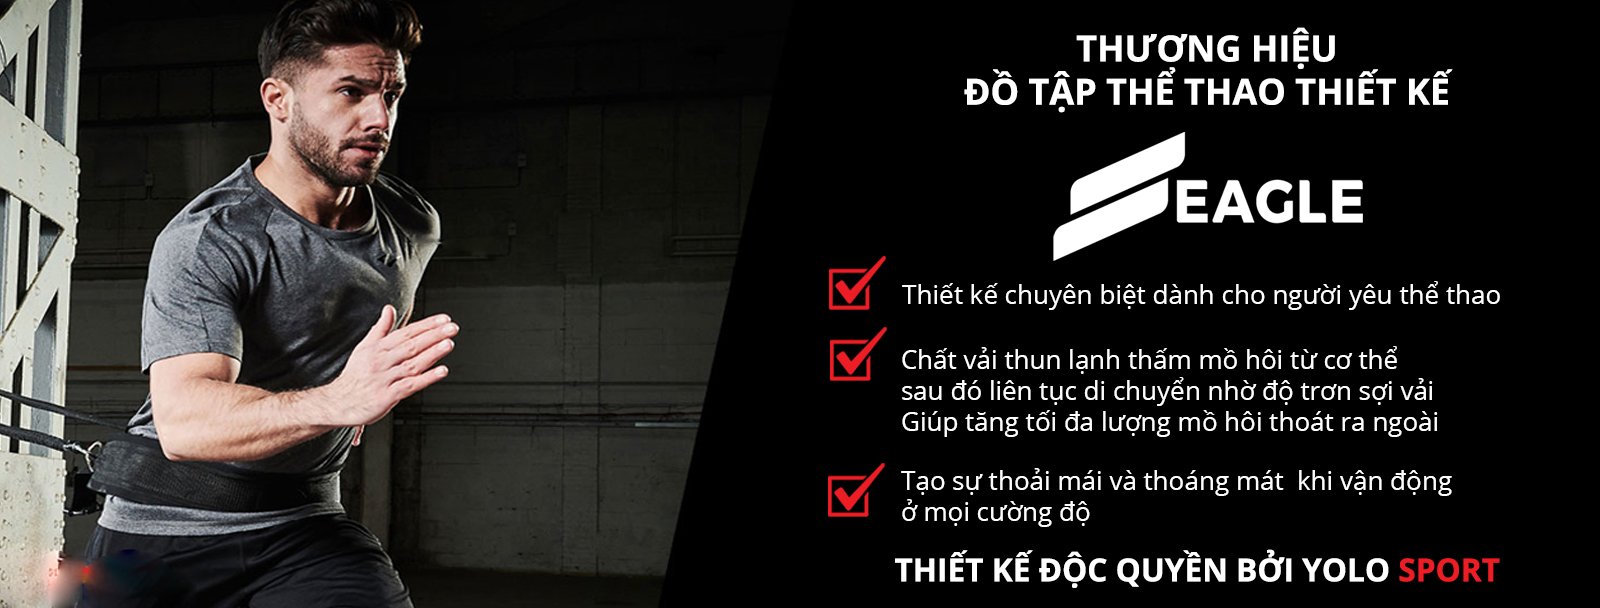 THƯƠNG HIỆU
ĐỒ TẬP THỂ THAO THIẾT KẾ
EAGLE
Thiết kế chuyên biệt dành cho người yêu thể thao
Chất vải thun lạnh thấm mồ hôi từ cơ thể
sau đó liên tục di chuyển nhờ độ trơn sợi vải
Giúp tăng tối đa lượng mồ hôi thoát ra ngoài
Tạo sự thoải mái và thoáng mát khi vận động
ở mọi cường độ
THIẾT KẾ ĐỘC QUYỀN BỞI YOLO SPORT